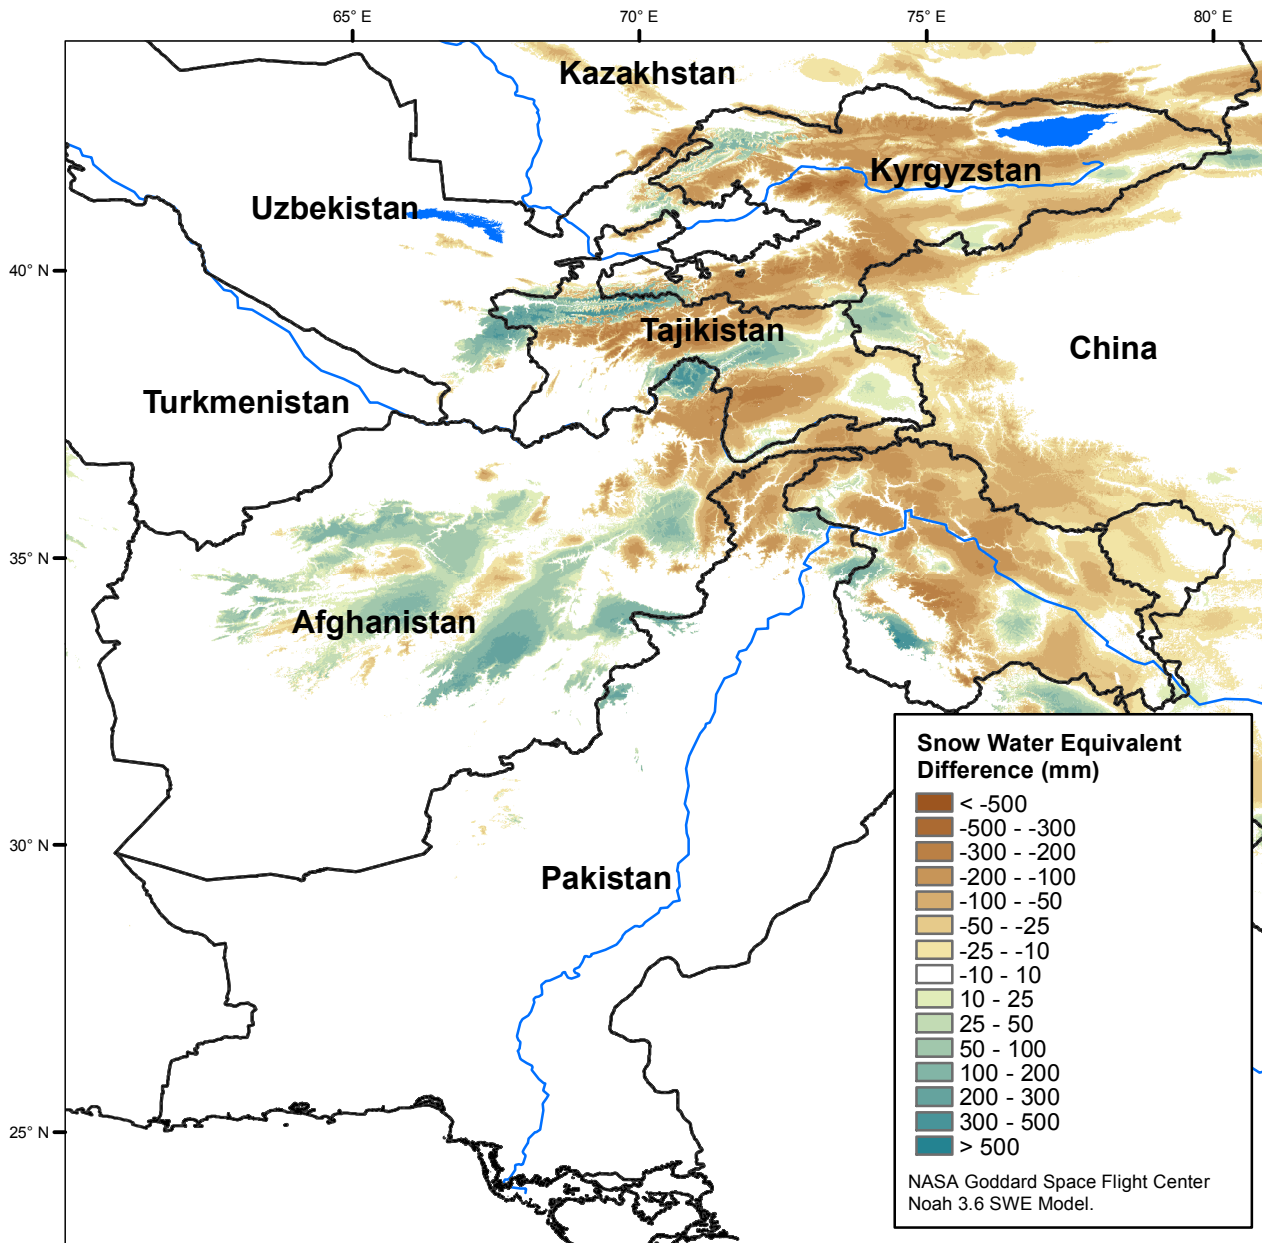 65° E
70° E
75° E
80° E
Kazakhstan
Kyrgyzstan
Uzbekistan
40° N
Tajikistan
China
Turkmenistan
35° N
Afghanistan
30° N
Pakistan
25° N
Snow Water Equivalent
Difference (mm)
< -500
-500 - -300
-300 - -200
-200 - -100
-100 - -50
-50 - -25
-25 - -10
-10 - 10
10 - 25
25 - 50
50 - 100
100 - 200
200 - 300
300 - 500
> 500
NASA Goddard Space Flight Center
Noah 3.6 SWE Model.